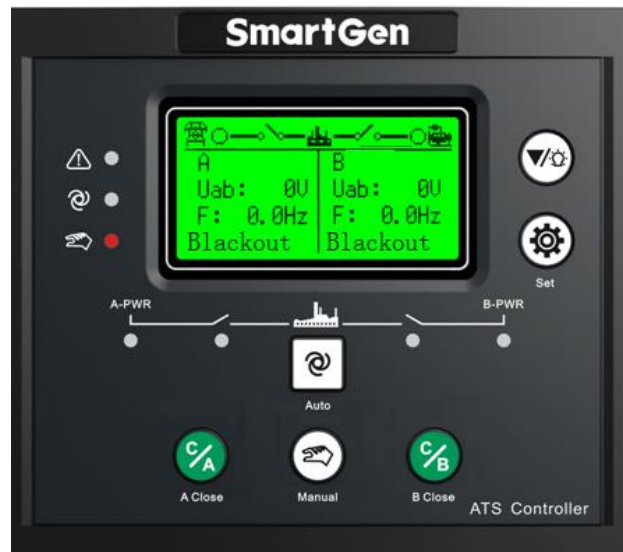 SmartGen
A B
Uab: 0V Uab: 0V
F: 0.0Hz F: 0.0Hz
Blackout Blackout
Set
A-PWR B-PWR
Auto
C/A C/B
A Close Manual B Close
ATS Controller